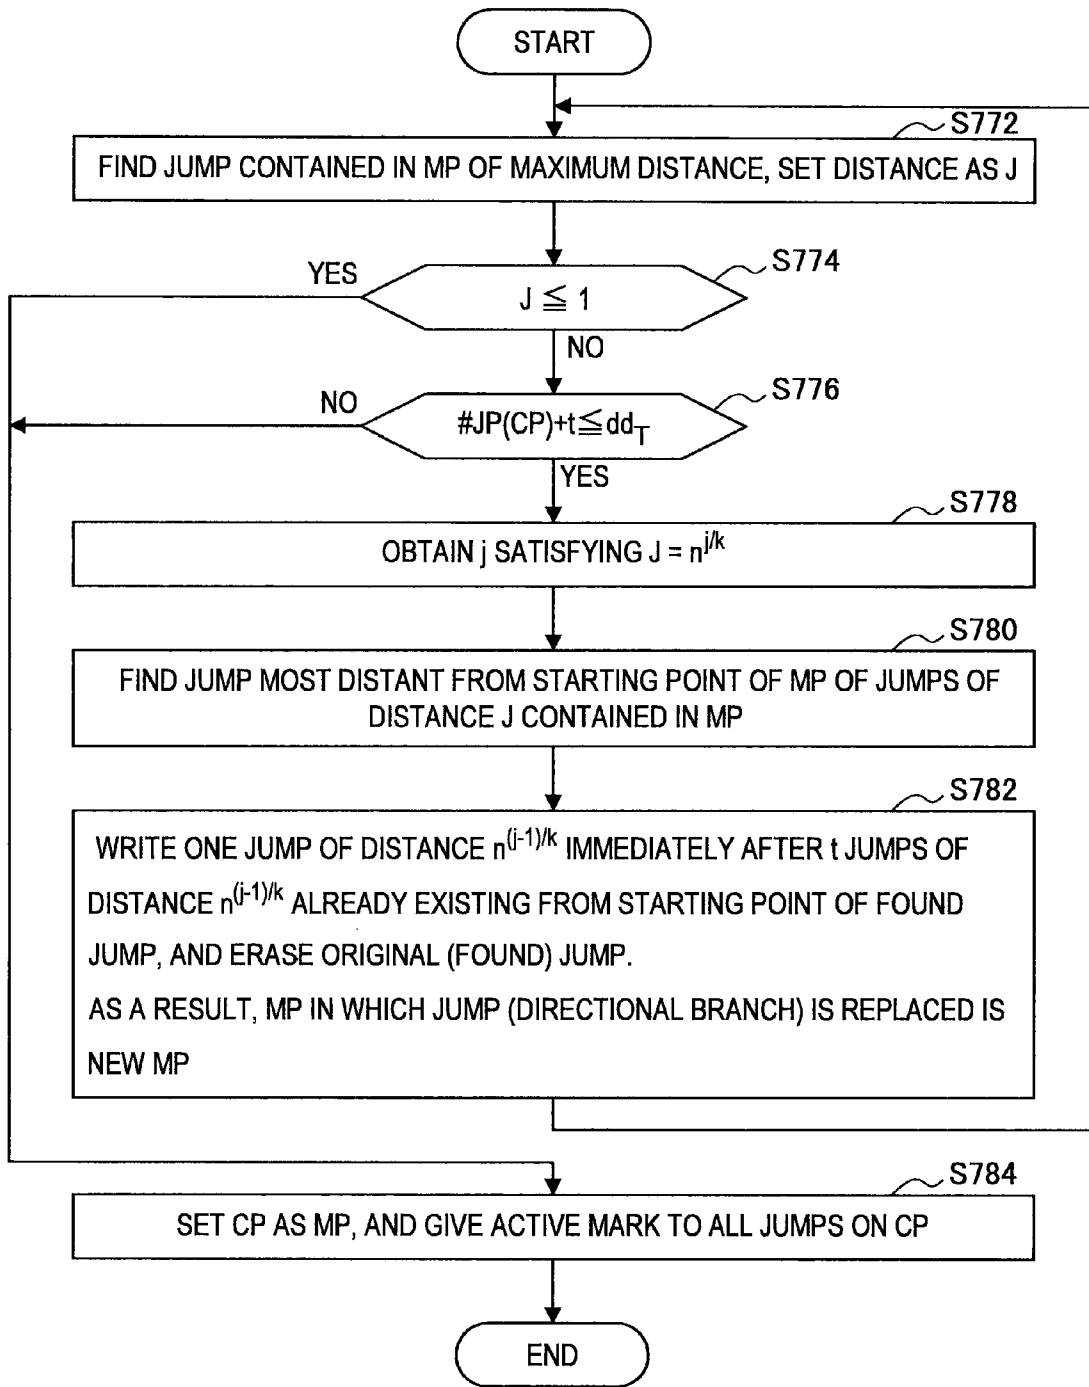 START
S772
FIND JUMP CONTAINED IN MP OF MAXIMUM DISTANCE, SET DISTANCE AS J
S774
YES
J ≦ 1
NO
S776
NO
#JP(CP)+t≦dd_T
YES
S778
OBTAIN j SATISFYING J = n^{j/k}
S780
FIND JUMP MOST DISTANT FROM STARTING POINT OF MP OF JUMPS OF
DISTANCE J CONTAINED IN MP
S782
WRITE ONE JUMP OF DISTANCE n^{(j-1)/k} IMMEDIATELY AFTER t JUMPS OF
DISTANCE n^{(j-1)/k} ALREADY EXISTING FROM STARTING POINT OF FOUND
JUMP, AND ERASE ORIGINAL (FOUND) JUMP.
AS A RESULT, MP IN WHICH JUMP (DIRECTIONAL BRANCH) IS REPLACED IS
NEW MP
S784
SET CP AS MP, AND GIVE ACTIVE MARK TO ALL JUMPS ON CP
END